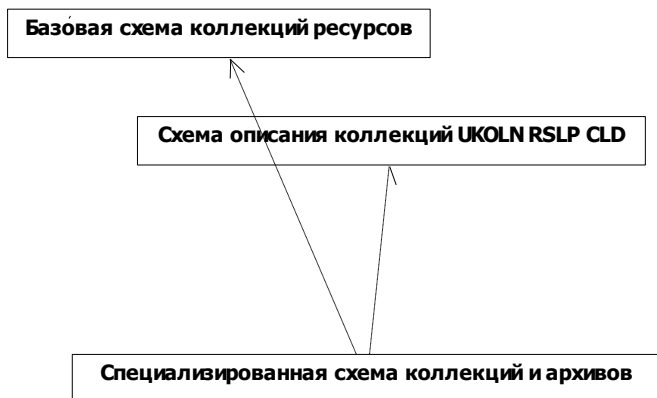 Базовая схема коллекций ресурсов
Схема описания коллекций UKOLN RSLP CLD
Специализированная схема коллекций и архивов